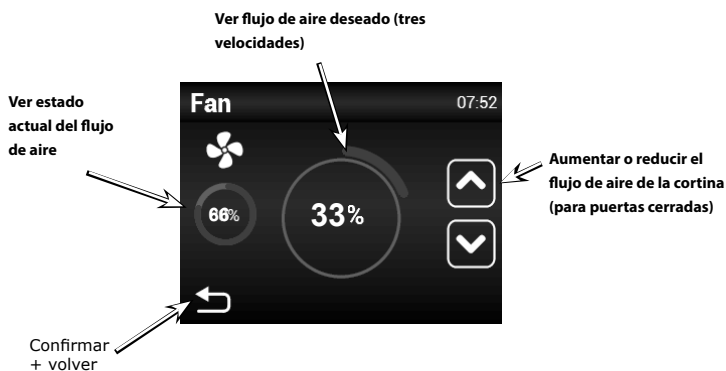 Ver flujo de aire deseado (tres
velocidades)
Ver estado
actual del flujo
de aire
Fan
07:52
66%
33%
Aumentar o reducir el
flujo de aire de la cortina
(para puertas cerradas)
Confirmar
+ volver